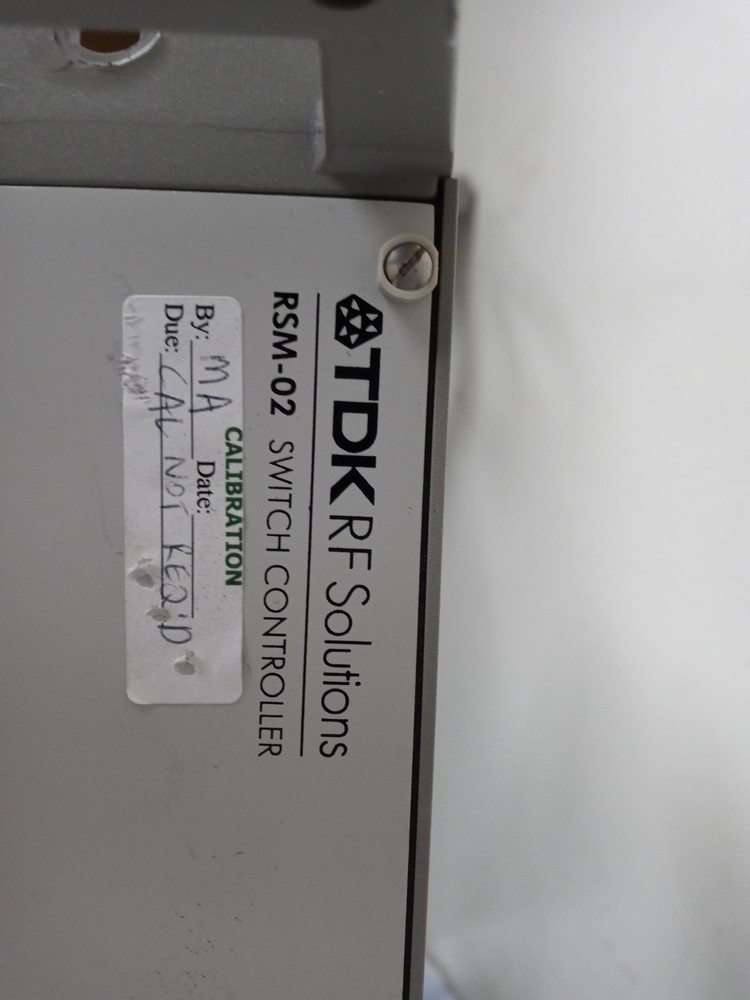 TDK RF Solutions
RSM-02 SWITCH CONTROLLER
CALIBRATION
By: MA Date:
Due: CAL NOT REQ'D